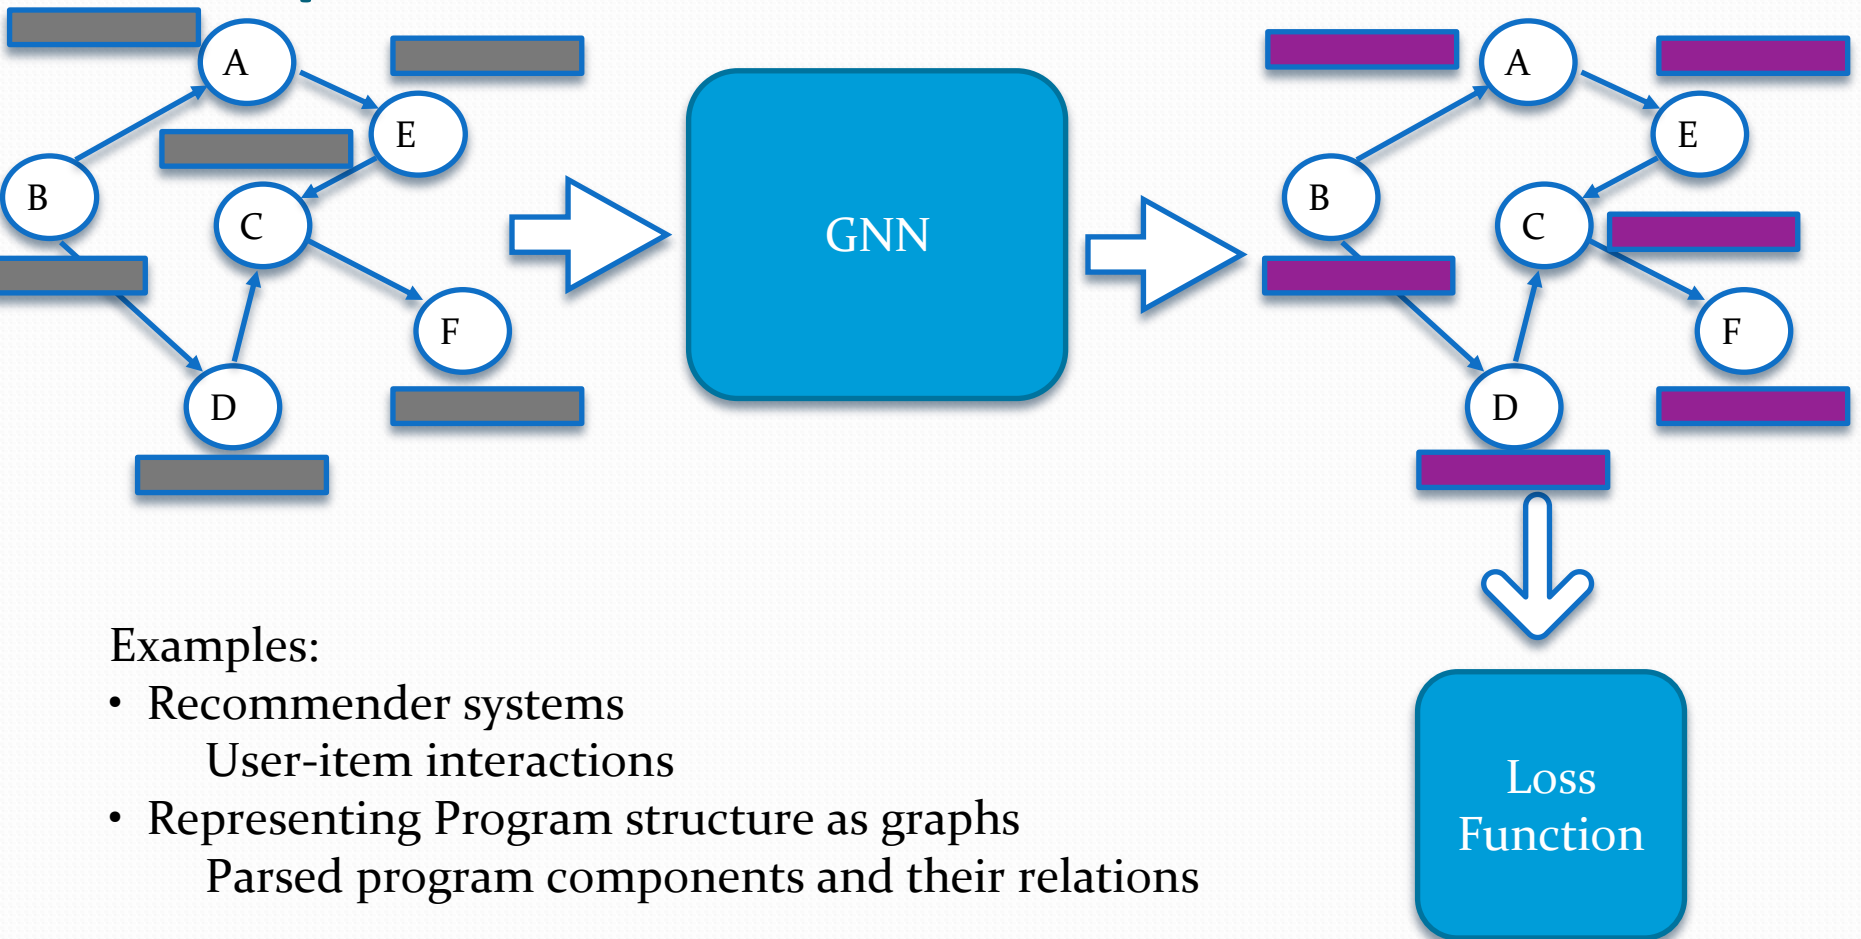 A
E
B
C
F
D
GNN
A
E
B
C
F
D
Examples:
• Recommender systems
User-item interactions
• Representing Program structure as graphs
Parsed program components and their relations
Loss
Function